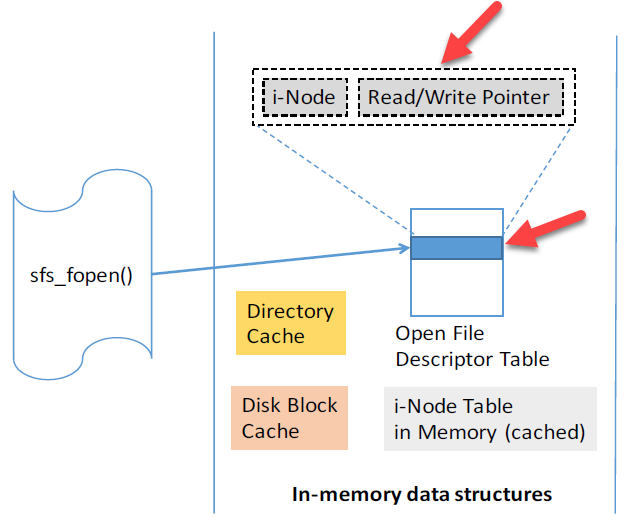 i-Node
Read/Write Pointer
sfs_fopen()
Directory
Cache
Open File
Descriptor Table
Disk Block
Cache
i-Node Table
in Memory (cached)
In-memory data structures